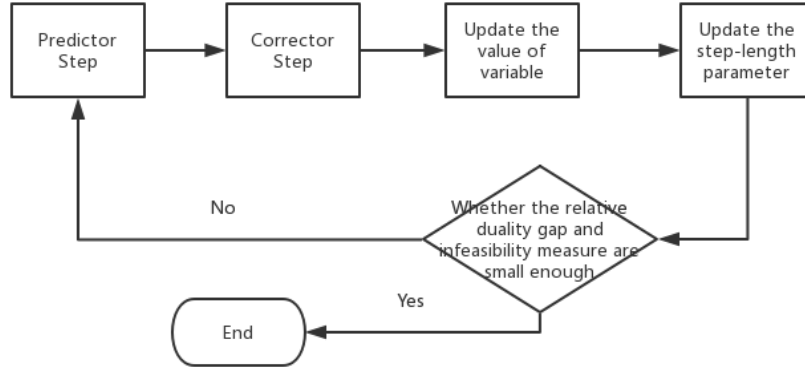 Predictor
Step
Corrector
Step
Update the
value of
variable
Update the
step-length
parameter
No
Whether the relative
duality gap and
infeasibility measure are
small enough
Yes
End